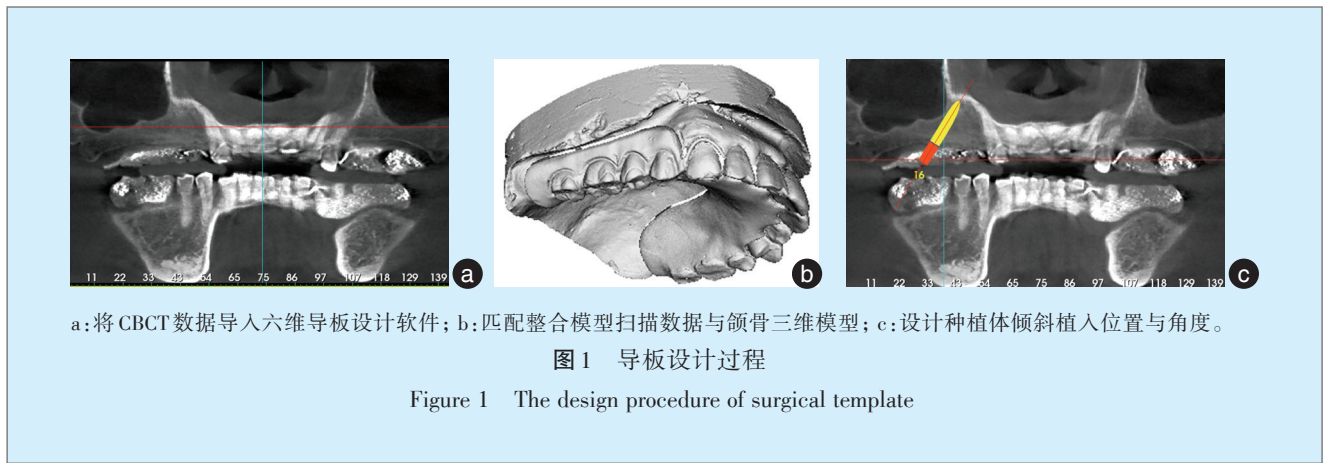 11 22 33 43 54 65 75 86 97 107 118 129 139
a
b
16
11 22 33 43 54 65 75 86 97 107 118 129 139
c
a:将CBCT数据导入六维导板设计软件; b:匹配整合模型扫描数据与颌骨三维模型; c:设计种植体倾斜植入位置与角度。
图1 导板设计过程
Figure 1 The design procedure of surgical template